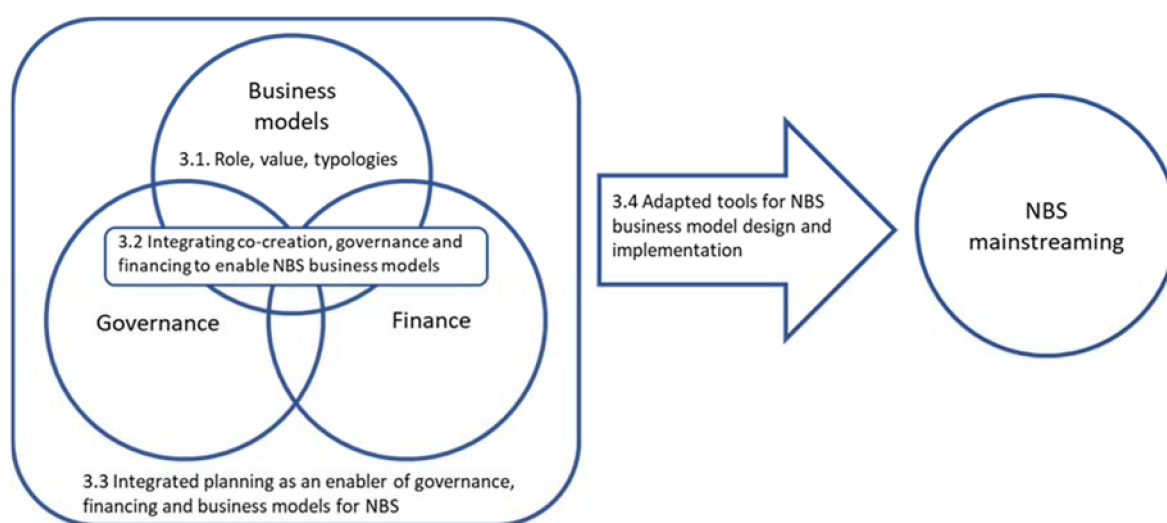 Business
models
3.1. Role, value, typologies
3.2 Integrating co-creation, governance and
financing to enable NBS business models
Governance
Finance
3.3 Integrated planning as an enabler of governance,
financing and business models for NBS
3.4 Adapted tools for NBS
business model design and
implementation
NBS
mainstreaming